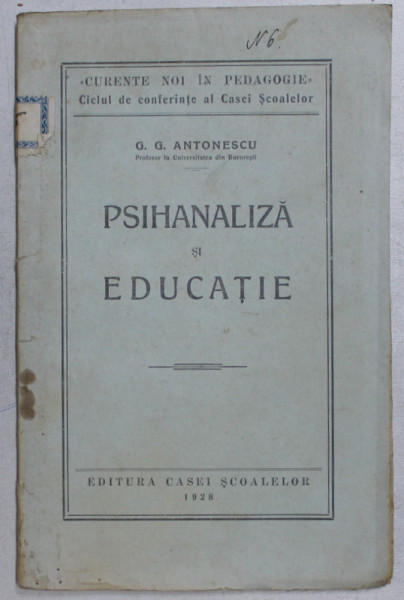 N 6.
«CURENTE NOI ÎN PEDAGOGIE»
Ciclul de conferințe al Casei Școalelor
G. G. ANTONESCU
Profesor la Universitatea din București
PSIHANALIZĂ
ȘI
EDUCAȚIE
EDITURA CASEI ȘCOALELOR
1928